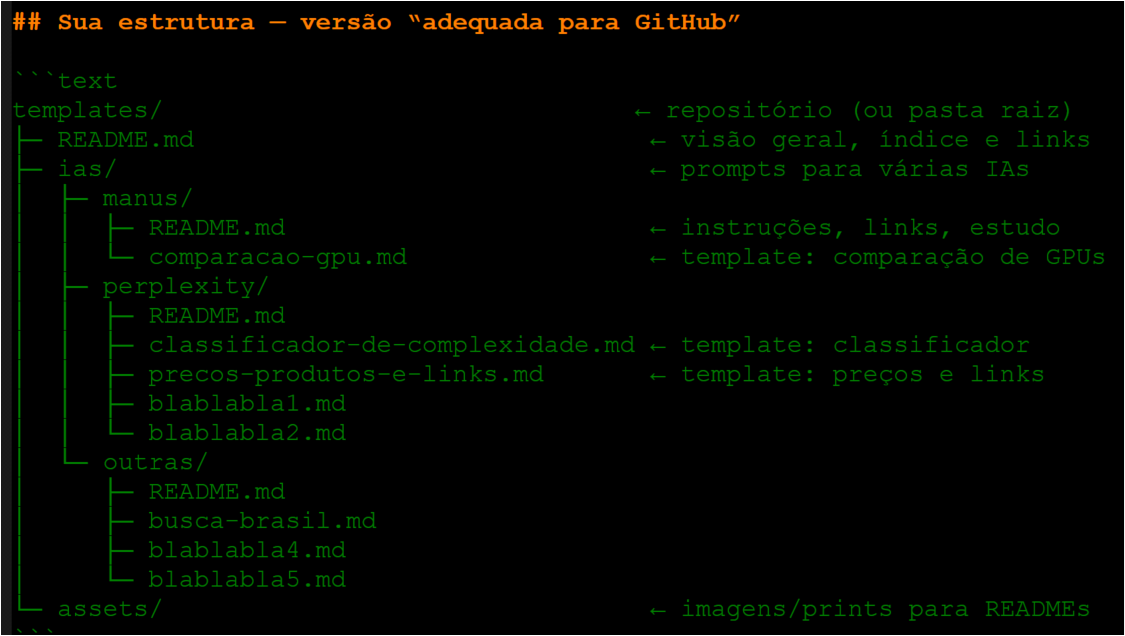 ## Sua estrutura — versão “adequada para GitHub”
```text
templates/                               ← repositório (ou pasta raiz)
├─ README.md                              ← visão geral, índice e links
├─ ias/                                   ← prompts para várias IAs
│  ├─ manus/
│  │  ├─ README.md                        ← instruções, links, estudo
│  │  └─ comparacao-gpu.md                ← template: comparação de GPUs
│  ├─ perplexity/
│  │  ├─ README.md
│  │  ├─ classificador-de-complexidade.md ← template: classificador
│  │  ├─ precos-produtos-e-links.md       ← template: preços e links
│  │  ├─ blablabla1.md
│  │  └─ blablabla2.md
│  └─ outras/
│     ├─ README.md
│     ├─ busca-brasil.md
│     ├─ blablabla4.md
│     └─ blablabla5.md
└─ assets/                                ← imagens/prints para READMEs
```